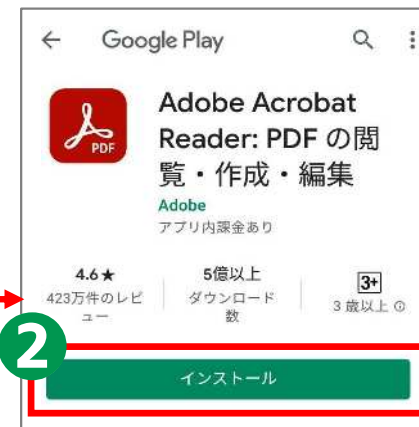 Google Play
PDF
Adobe Acrobat
Reader: PDF の閲
覧・作成・編集
Adobe
アプリ内課金あり
4.6★
423万件のレビ
ュー
5億以上
ダウンロード
数
3+
3 歳以上
2
インストール